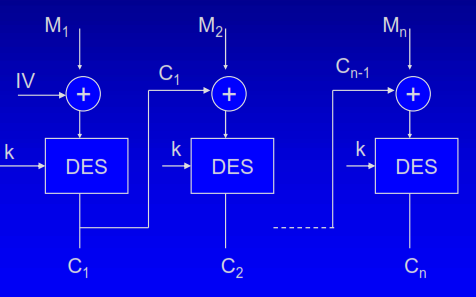 M₁ M₂ Mₙ
IV + C₁ + Cₙ₋₁ +
k DES k DES k DES
C₁ C₂ Cₙ